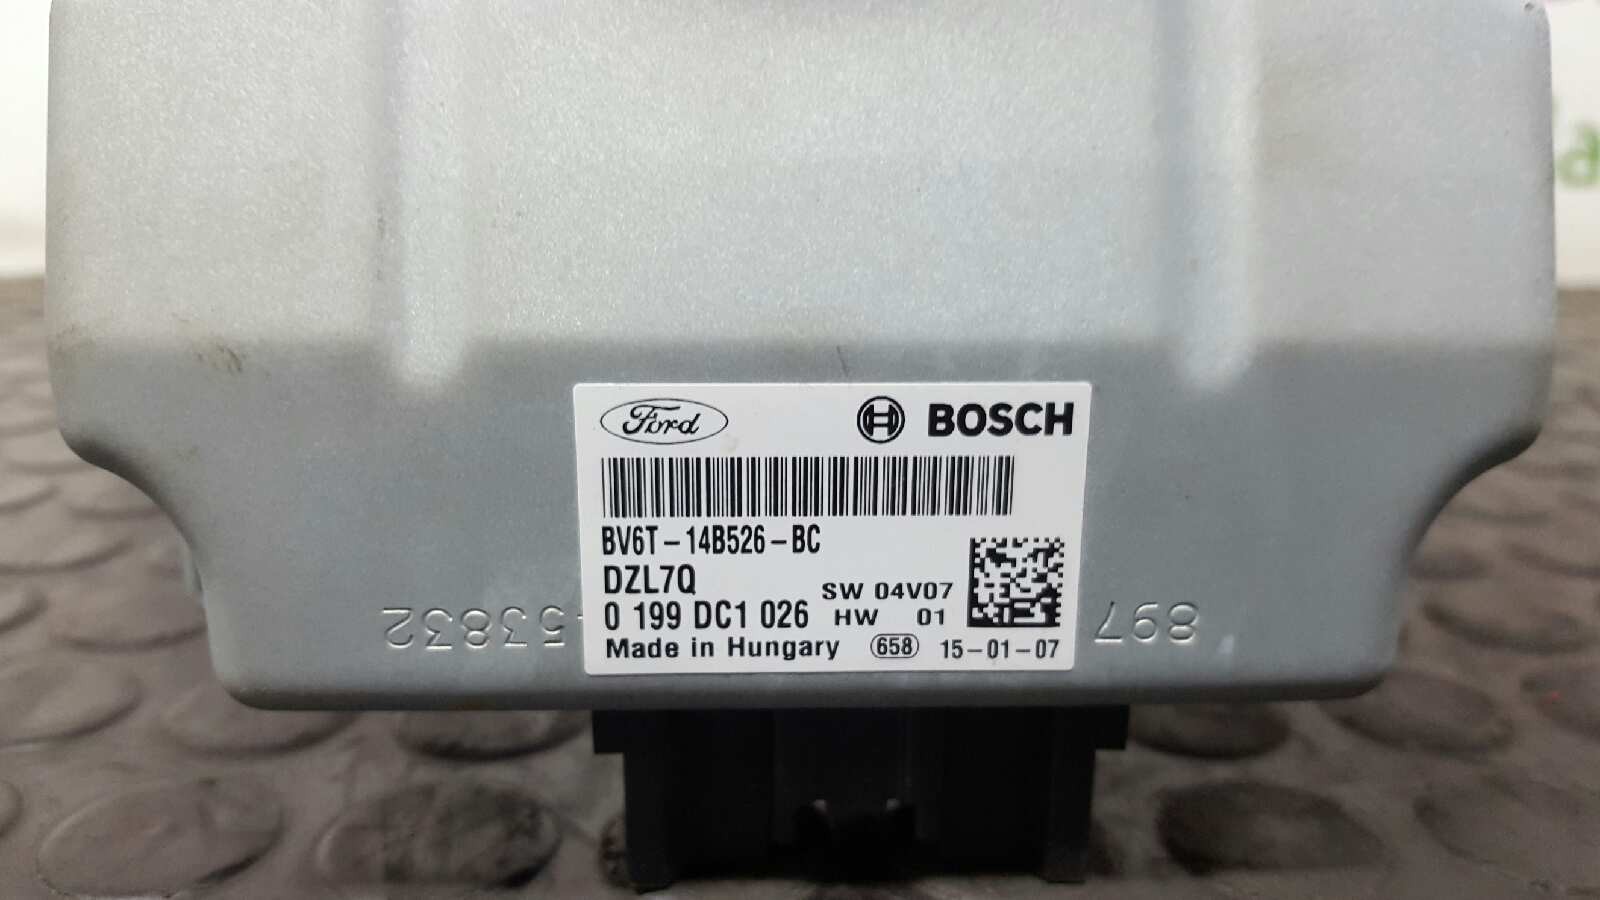 Ford BOSCH
BV6T-14B526-BC
DZL7Q
SW 04V07
0 199 DC1 026 HW 01
Made in Hungary 658 15-01-07
53832
897